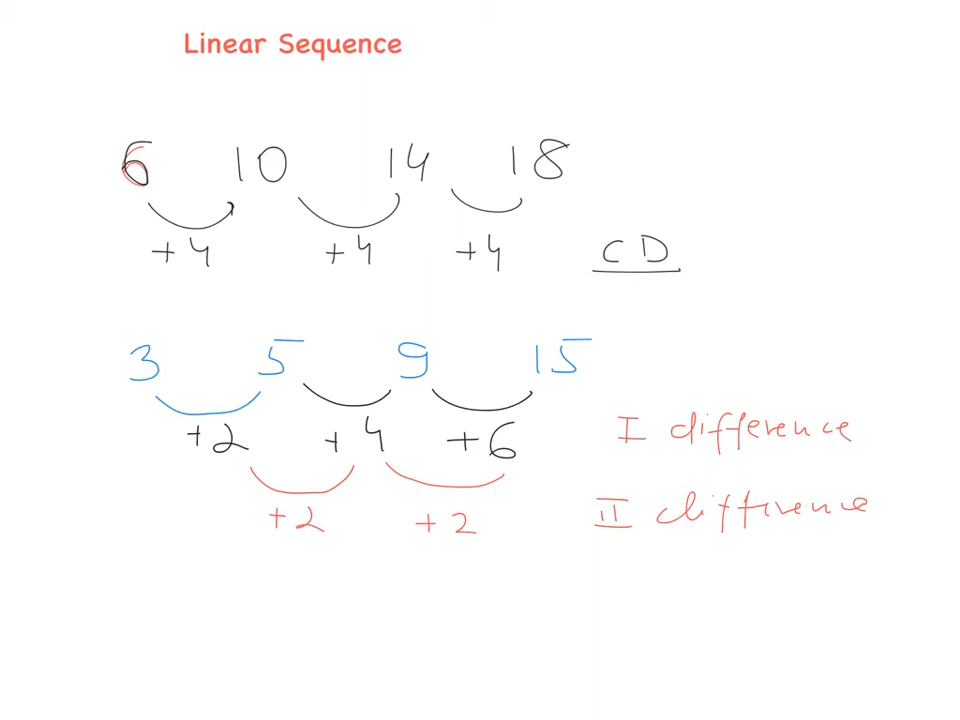 Linear Sequence
6 10 14 18
+4 +4 +4 CD
3 5 9 15
+2 +4 +6 I difference
+2 +2 II difference